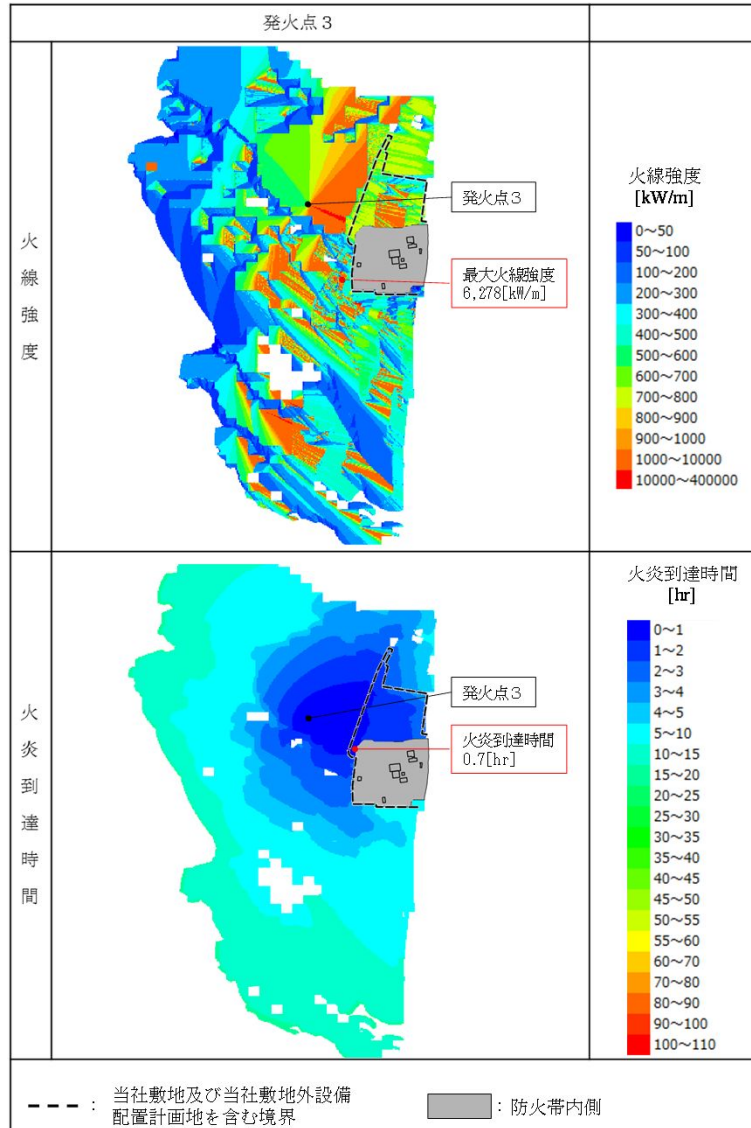 発火点３
火線強度
発火点３
最大火線強度
6,278[kW/m]
火線強度
[kW/m]
0～50
50～100
100～200
200～300
300～400
400～500
500～600
600～700
700～800
800～900
900～1000
1000～10000
10000～400000
火炎到達時間
発火点３
火炎到達時間
0.7[hr]
火炎到達時間
[hr]
0～1
1～2
2～3
3～4
4～5
5～10
10～15
15～20
20～25
25～30
30～35
35～40
40～45
45～50
50～55
55～60
60～70
70～80
80～90
90～100
100～110
：当社敷地及び当社敷地外設備
配置計画地を含む境界
：防火帯内側